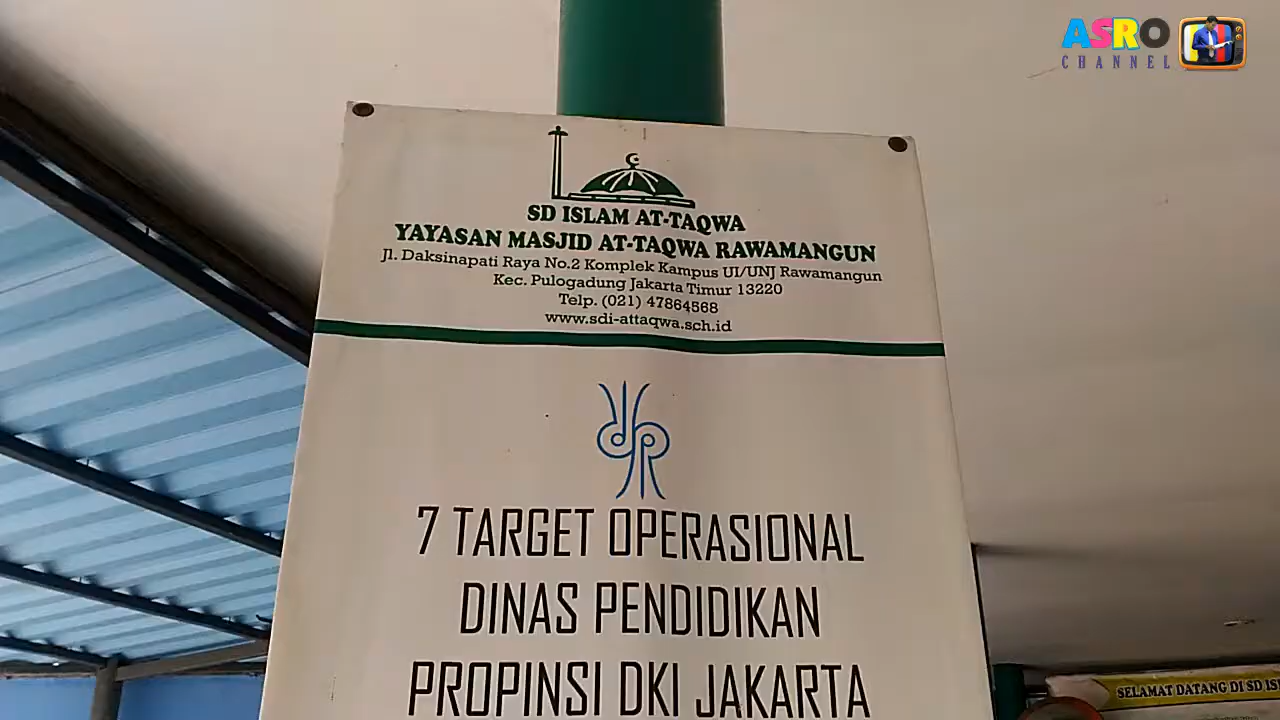 ASRO
CHANNEL
SD ISLAM AT-TAQWA
YAYASAN MASJID AT-TAQWA RAWAMANGUN
Jl. Daksinapati Raya No.2 Komplek Kampus UI/UNJ Rawamangun
Kec. Pulogadung Jakarta Timur 13220
Telp. (021) 47864568
www.sdi-attaqwa.sch.id
7 TARGET OPERASIONAL
DINAS PENDIDIKAN
PROPINSI DKI JAKARTA
SELAMAT DATANG DI SD